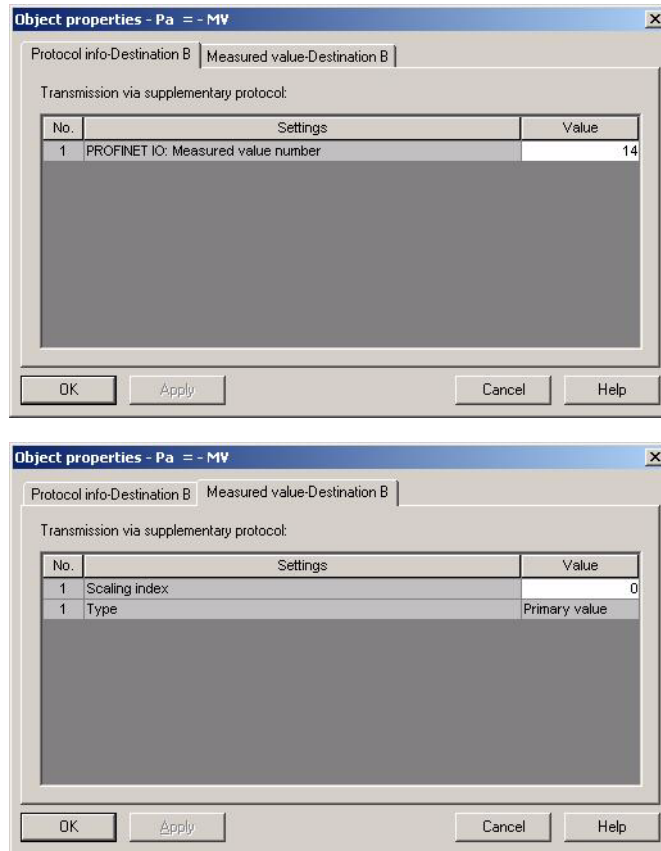 Object properties - Pa = - MV
Protocol info-Destination B Measured value-Destination B
Transmission via supplementary protocol:
No. Settings Value
1 PROFINET IO: Measured value number 14
OK Apply Cancel Help
Object properties - Pa = - MV
Protocol info-Destination B Measured value-Destination B
Transmission via supplementary protocol:
No. Settings Value
1 Scaling index 0
1 Type Primary value
OK Apply Cancel Help